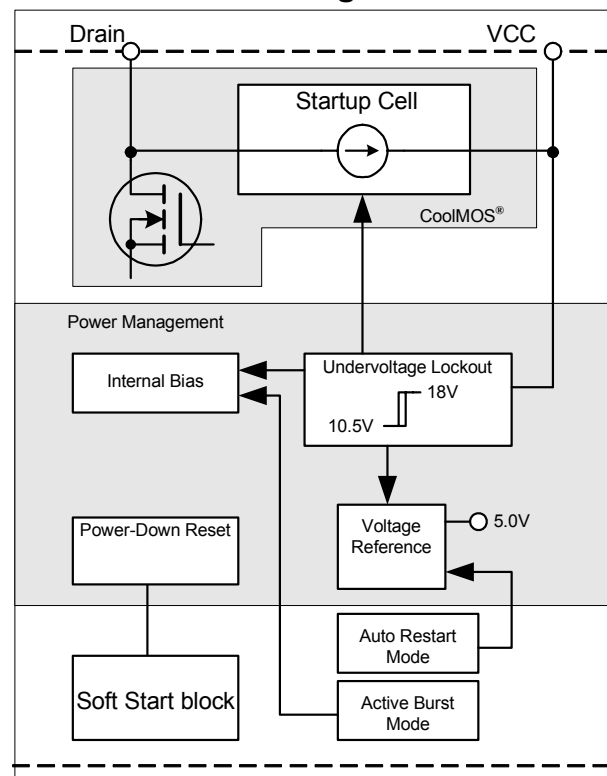 Drain
VCC
Startup Cell
CoolMOS®
Power Management
Internal Bias
Undervoltage Lockout
18V
10.5V
Power-Down Reset
Voltage
Reference
5.0V
Auto Restart
Mode
Soft Start block
Active Burst
Mode